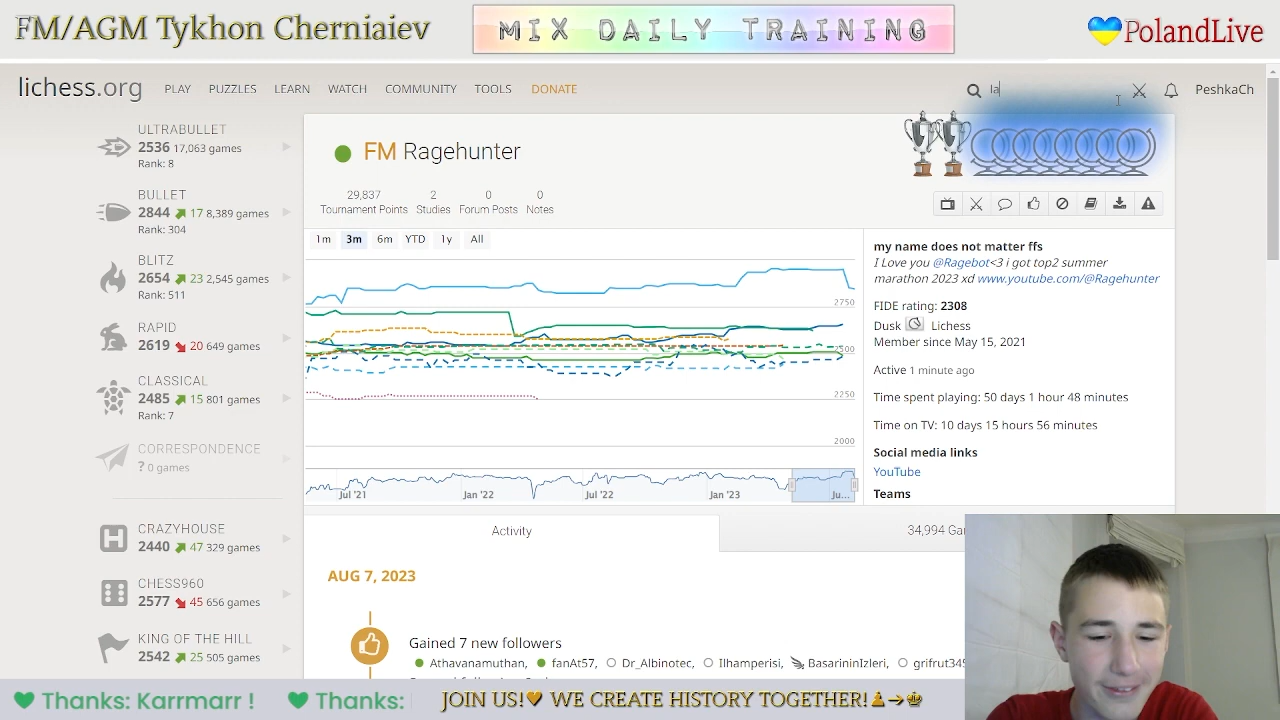 FM/AGM Tykhon Cherniaiev
MIX DAILY TRAINING
PolandLive
lichess.org
PLAY PUZZLES LEARN WATCH COMMUNITY TOOLS DONATE
la
PeshkaCh
ULTRABULLET
2536 17,063 games
Rank: 8
BULLET
2844 17 8,389 games
Rank: 304
BLITZ
2654 23 2,545 games
Rank: 511
RAPID
2619 20 649 games
CLASSICAL
2485 15 801 games
Rank: 7
CORRESPONDENCE
? 0 games
CRAZYHOUSE
2440 47 329 games
CHESS960
2577 45 656 games
KING OF THE HILL
2542 25 505 games
FM Ragehunter
29,837 2 0 0
Tournament Points Studies Forum Posts Notes
1m 3m 6m YTD 1y All
2750
2500
2250
2000
Jul '21 Jan '22 Jul '22 Jan '23 Ju...
my name does not matter ffs
I Love you @Ragebot<3 i got top2 summer
marathon 2023 xd www.youtube.com/@Ragehunter
FIDE rating: 2308
Dusk Lichess
Member since May 15, 2021
Active 1 minute ago
Time spent playing: 50 days 1 hour 48 minutes
Time on TV: 10 days 15 hours 56 minutes
Social media links
YouTube
Teams
Activity
34,994 Ga
AUG 7, 2023
Gained 7 new followers
Athavanamuthan, fanAt57, Dr_Albinotec, Ilhamperisi, BasarininIzleri, grifrut345
Thanks: Karrmarr ! Thanks:
JOIN US!🧡 WE CREATE HISTORY TOGETHER!♟→♚